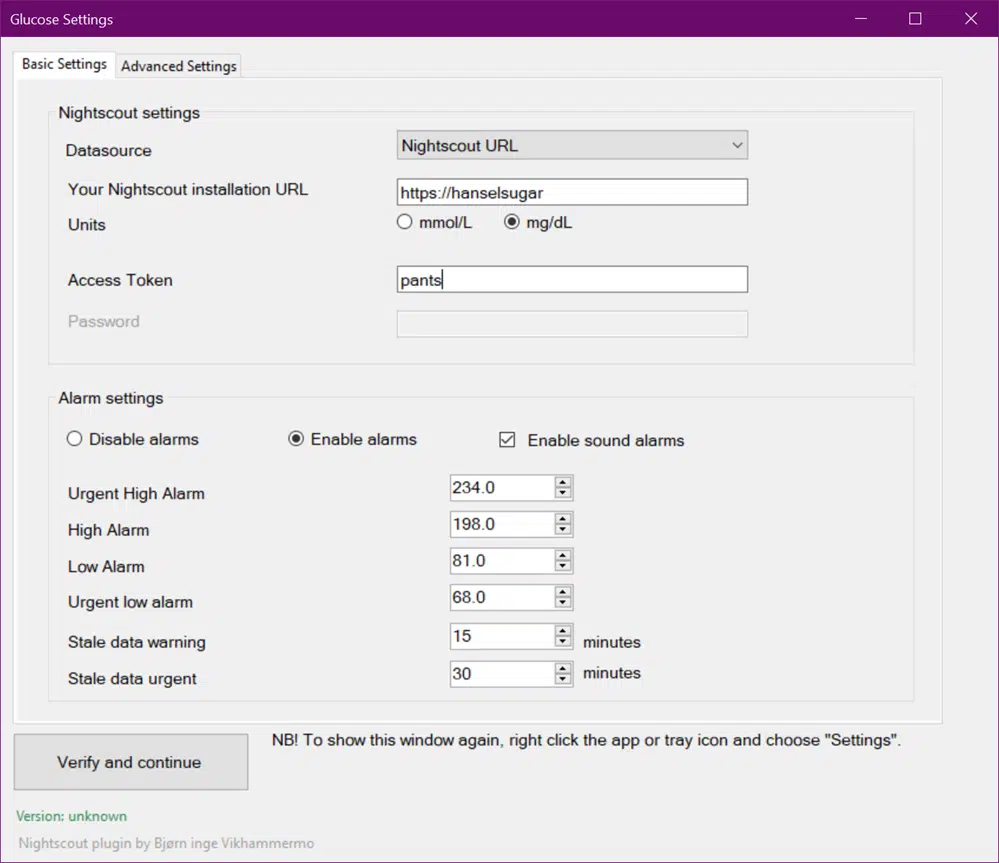 Glucose Settings
Basic Settings Advanced Settings
Nightscout settings
Datasource Nightscout URL
Your Nightscout installation URL https://hanselsugar
Units mmol/L mg/dL
Access Token pants
Password
Alarm settings
Disable alarms Enable alarms Enable sound alarms
Urgent High Alarm 234.0
High Alarm 198.0
Low Alarm 81.0
Urgent low alarm 68.0
Stale data warning 15 minutes
Stale data urgent 30 minutes
Verify and continue NB! To show this window again, right click the app or tray icon and choose "Settings".
Version: unknown
Nightscout plugin by Bjørn inge Vikhammermo